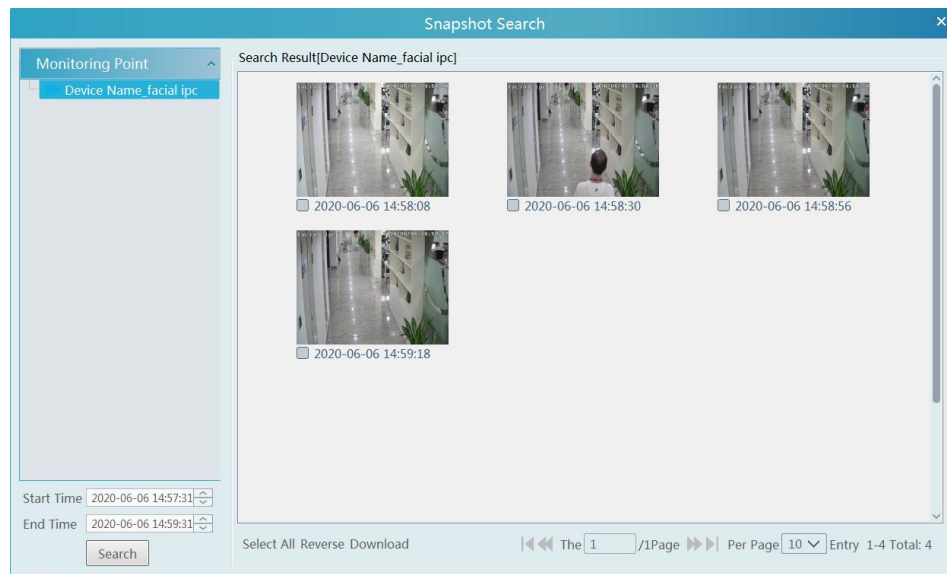 Snapshot Search
Monitoring Point
Device Name_facial ipc
Search Result[Device Name_facial ipc]
2020-06-06 14:58:08
2020-06-06 14:58:30
2020-06-06 14:58:56
2020-06-06 14:59:18
Start Time 2020-06-06 14:57:31
End Time 2020-06-06 14:59:31
Search
Select All Reverse Download
The 1 /1Page Per Page 10 Entry 1-4 Total: 4